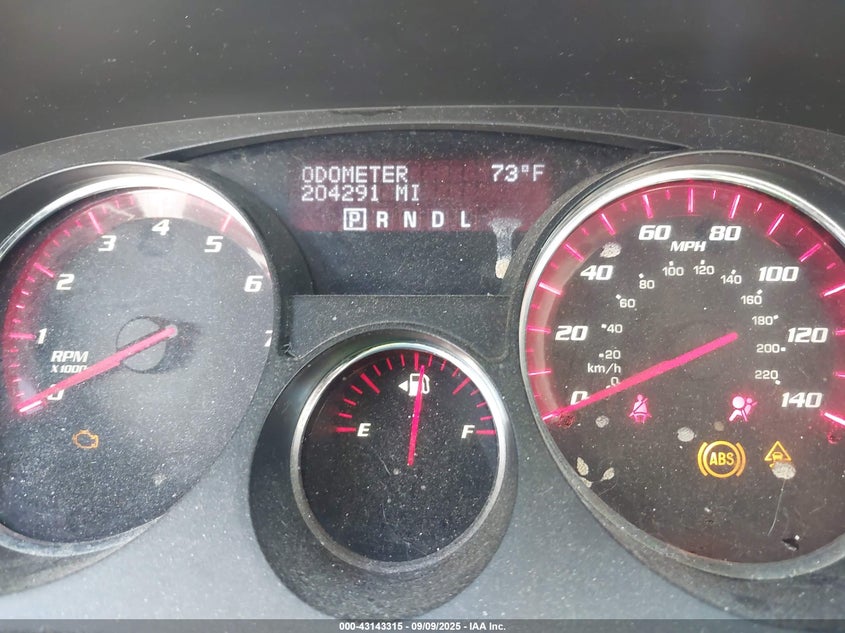 ODOMETER 73°F
204291 MI
P R N D L
0 1 2 3 4 5 6 7
RPM
X1000
E F
0 20 40 60 80 100 120 140
MPH
0 20 40 60 80 100 120 140 160 180 200 220
km/h
ABS
000-43143315 - 09/09/2025 - IAA Inc.